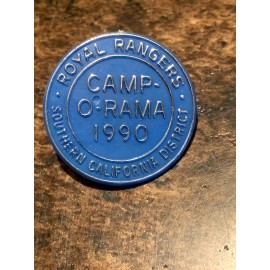 · ROYAL RANGERS ·
CAMP-
O-RAMA
1990
SOUTHERN CALIFORNIA DISTRICT